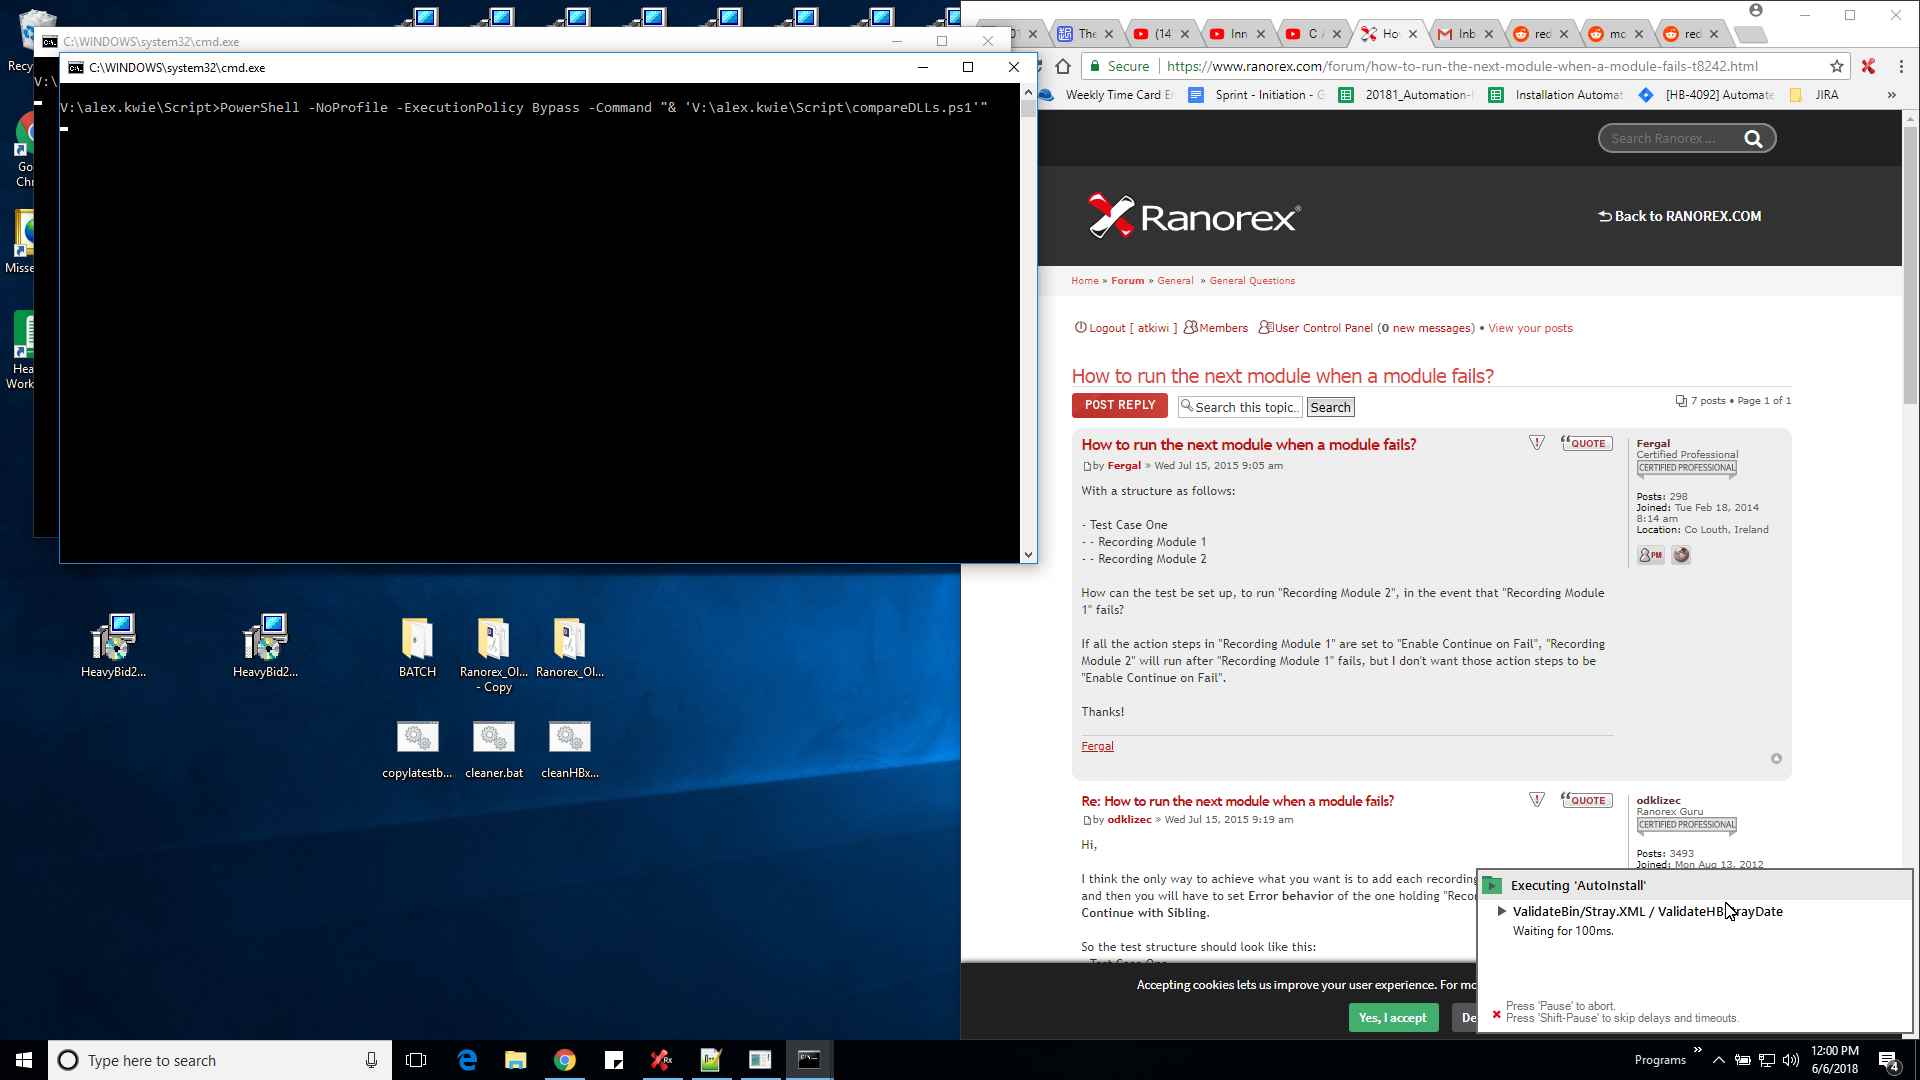 Recy
C:\WINDOWS\system32\cmd.exe
V:\
C:\WINDOWS\system32\cmd.exe
V:\alex.kwie\Script>PowerShell -NoProfile -ExecutionPolicy Bypass -Command "& 'V:\alex.kwie\Script\compareDLLs.ps1'"
Go
Chr
Misse
Hea
Work
HeavyBid2...
HeavyBid2...
BATCH
Ranorex_Ol...
- Copy
Ranorex_Ol...
copylatestb...
cleaner.bat
cleanHBx...
The
(14
Inn
C A
Ho
Inb
red
mo
red
Secure
https://www.ranorex.com/forum/how-to-run-the-next-module-when-a-module-fails-t8242.html
Weekly Time Card E
Sprint - Initiation - G
20181_Automation-
Installation Automat
[HB-4092] Automate
JIRA
»
Search Ranorex ...
Ranorex®
Back to RANOREX.COM
Home » Forum » General » General Questions
Logout [ atkiwi ] Members User Control Panel (0 new messages) • View your posts
How to run the next module when a module fails?
POST REPLY
Search this topic..
Search
7 posts • Page 1 of 1
How to run the next module when a module fails?
QUOTE
by Fergal » Wed Jul 15, 2015 9:05 am
With a structure as follows:
- Test Case One
- - Recording Module 1
- - Recording Module 2
How can the test be set up, to run "Recording Module 2", in the event that "Recording Module
1" fails?
If all the action steps in "Recording Module 1" are set to "Enable Continue on Fail", "Recording
Module 2" will run after "Recording Module 1" fails, but I don't want those action steps to be
"Enable Continue on Fail".
Thanks!
Fergal
Fergal
Certified Professional
CERTIFIED PROFESSIONAL
Posts: 298
Joined: Tue Feb 18, 2014
8:14 am
Location: Co Louth, Ireland
PM
Re: How to run the next module when a module fails?
QUOTE
by odklizec » Wed Jul 15, 2015 9:19 am
Hi,
I think the only way to achieve what you want is to add each recording
and then you will have to set Error behavior of the one holding "Reco
Continue with Sibling.
So the test structure should look like this:
- Test Case One
odklizec
Ranorex Guru
CERTIFIED PROFESSIONAL
Posts: 3493
Joined: Mon Aug 13, 2012
Accepting cookies lets us improve your user experience. For mo
Yes, I accept
De
Executing 'AutoInstall'
ValidateBin/Stray.XML / ValidateHB rayDate
Waiting for 100ms.
Press 'Pause' to abort.
Press 'Shift-Pause' to skip delays and timeouts.
Type here to search
Programs
»
12:00 PM
6/6/2018
4